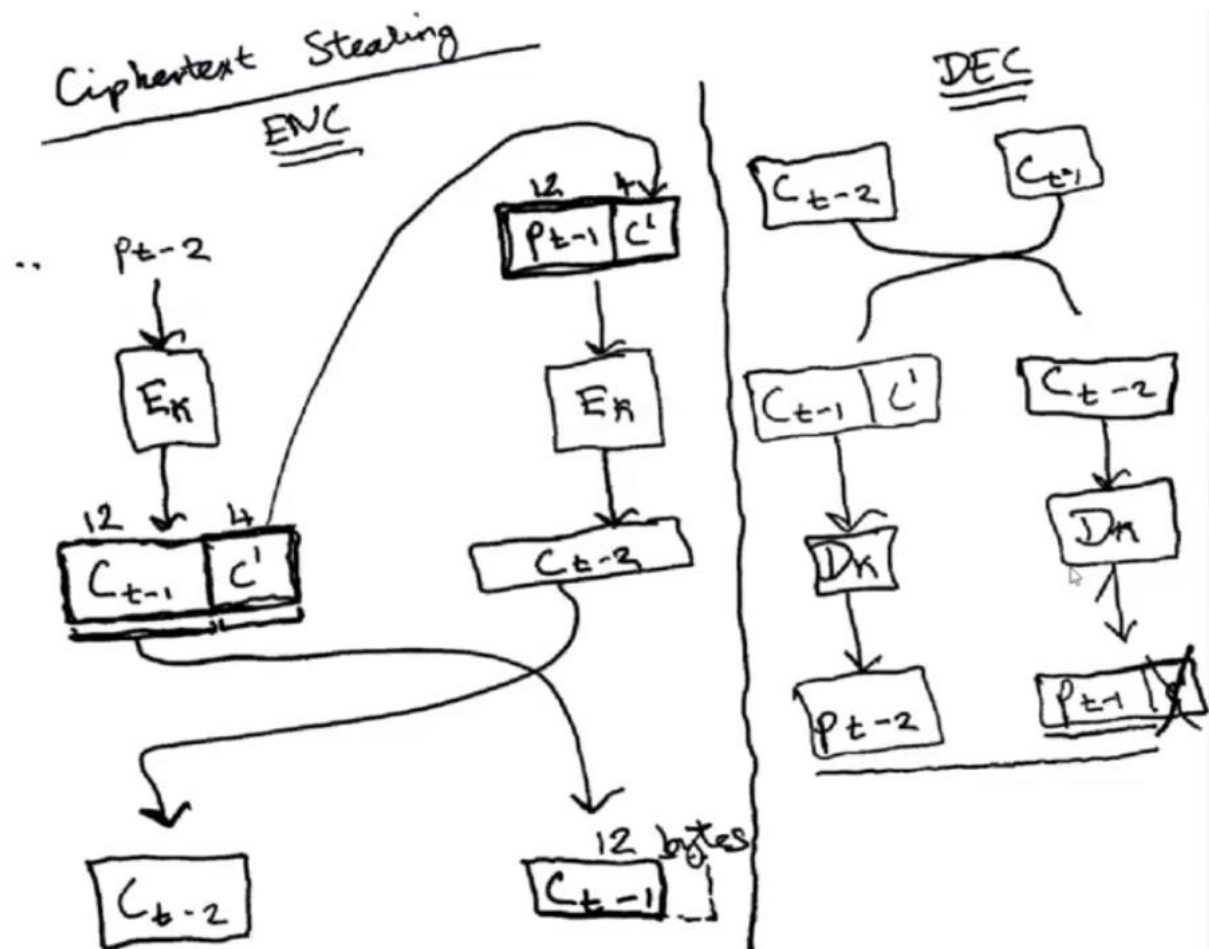 Ciphertext Stealing
ENC
DEC
12 4
Pt-1 C'
Ct-2
Ct-1
.. Pt-2
EK
EK
Ct-1 C'
Ct-2
12 4
Ct-1 C'
Ct-2
DK
DK
Pt-2
Pt-1
12 bytes
Ct-2
Ct-1